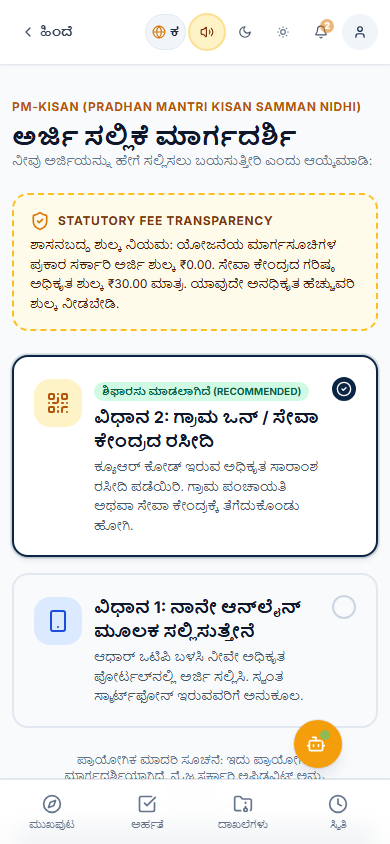 ಹಿಂದೆ
ಕ
2
PM-KISAN (PRADHAN MANTRI KISAN SAMMAN NIDHI)
ಅರ್ಜಿ ಸಲ್ಲಿಕೆ ಮಾರ್ಗದರ್ಶಿ
ನೀವು ಅರ್ಜಿಯನ್ನು ಹೇಗೆ ಸಲ್ಲಿಸಲು ಬಯಸುತ್ತೀರಿ ಎಂದು ಆಯ್ಕೆಮಾಡಿ:
STATUTORY FEE TRANSPARENCY
ಶಾಸನಬದ್ಧ ಶುಲ್ಕ ನಿಯಮ: ಯೋಜನೆಯ ಮಾರ್ಗಸೂಚಿಗಳ
ಪ್ರಕಾರ ಸರ್ಕಾರಿ ಅರ್ಜಿ ಶುಲ್ಕ ₹0.00. ಸೇವಾ ಕೇಂದ್ರದ ಗರಿಷ್ಠ
ಅಧಿಕೃತ ಶುಲ್ಕ ₹30.00 ಮಾತ್ರ. ಯಾವುದೇ ಅನಧಿಕೃತ ಹೆಚ್ಚುವರಿ
ಶುಲ್ಕ ನೀಡಬೇಡಿ.
ಶಿಫಾರಸು ಮಾಡಲಾಗಿದೆ (RECOMMENDED)
ವಿಧಾನ 2: ಗ್ರಾಮ ಒನ್ / ಸೇವಾ
ಕೇಂದ್ರದ ರಸೀದಿ
ಕ್ಯೂಆರ್ ಕೋಡ್ ಇರುವ ಅಧಿಕೃತ ಸಾರಾಂಶ
ರಸೀದಿ ಪಡೆಯಿರಿ. ಗ್ರಾಮ ಪಂಚಾಯತಿ
ಅಥವಾ ಸೇವಾ ಕೇಂದ್ರಕ್ಕೆ ತೆಗೆದುಕೊಂಡು
ಹೋಗಿ.
ವಿಧಾನ 1: ನಾನೇ ಆನ್‌ಲೈನ್
ಮೂಲಕ ಸಲ್ಲಿಸುತ್ತೇನೆ
ಆಧಾರ್ ಒಟಿಪಿ ಬಳಸಿ ನೀವೇ ಅಧಿಕೃತ
ಪೋರ್ಟಲ್‌ನಲ್ಲಿ ಅರ್ಜಿ ಸಲ್ಲಿಸಿ. ಸ್ವಂತ
ಸ್ಮಾರ್ಟ್‌ಫೋನ್ ಇರುವವರಿಗೆ ಅನುಕೂಲ.
ಪ್ರಾಯೋಗಿಕ ಮಾದರಿ ಸೂಚನೆ: ಇದು
ಮಾರ್ಗದರ್ಶಿಯಾಗಿದೆ. ನೈಜ ಸರ್ಕಾರಿ
ಮುಖಪುಟ
ಅರ್ಹತೆ
ದಾಖಲೆಗಳು
ಸ್ಥಿತಿ